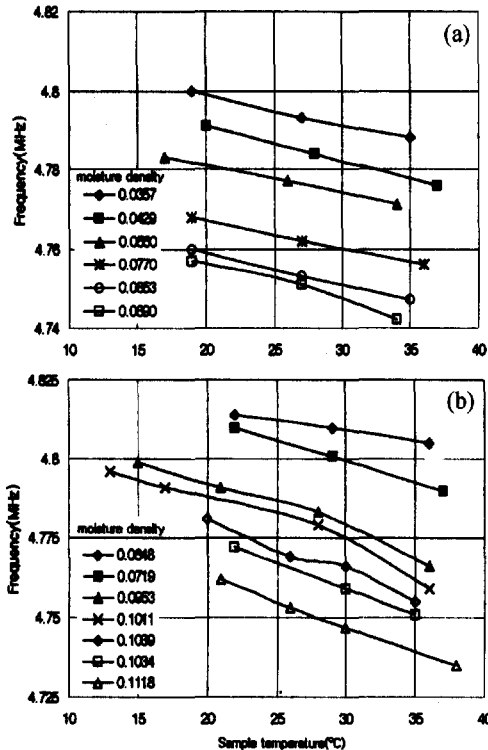 (a)
4.82
4.8
4.78
4.76
4.74
Frequency(MHz)
moisture density
0.0357
0.0429
0.0550
0.0770
0.0853
0.0890
10 15 20 25 30 35 40
(b)
4.825
4.8
4.775
4.75
4.725
Frequency(MHz)
moisture density
0.0648
0.0719
0.0953
0.1011
0.1039
0.1034
0.1118
10 15 20 25 30 35 40
Sample temperature(°C)